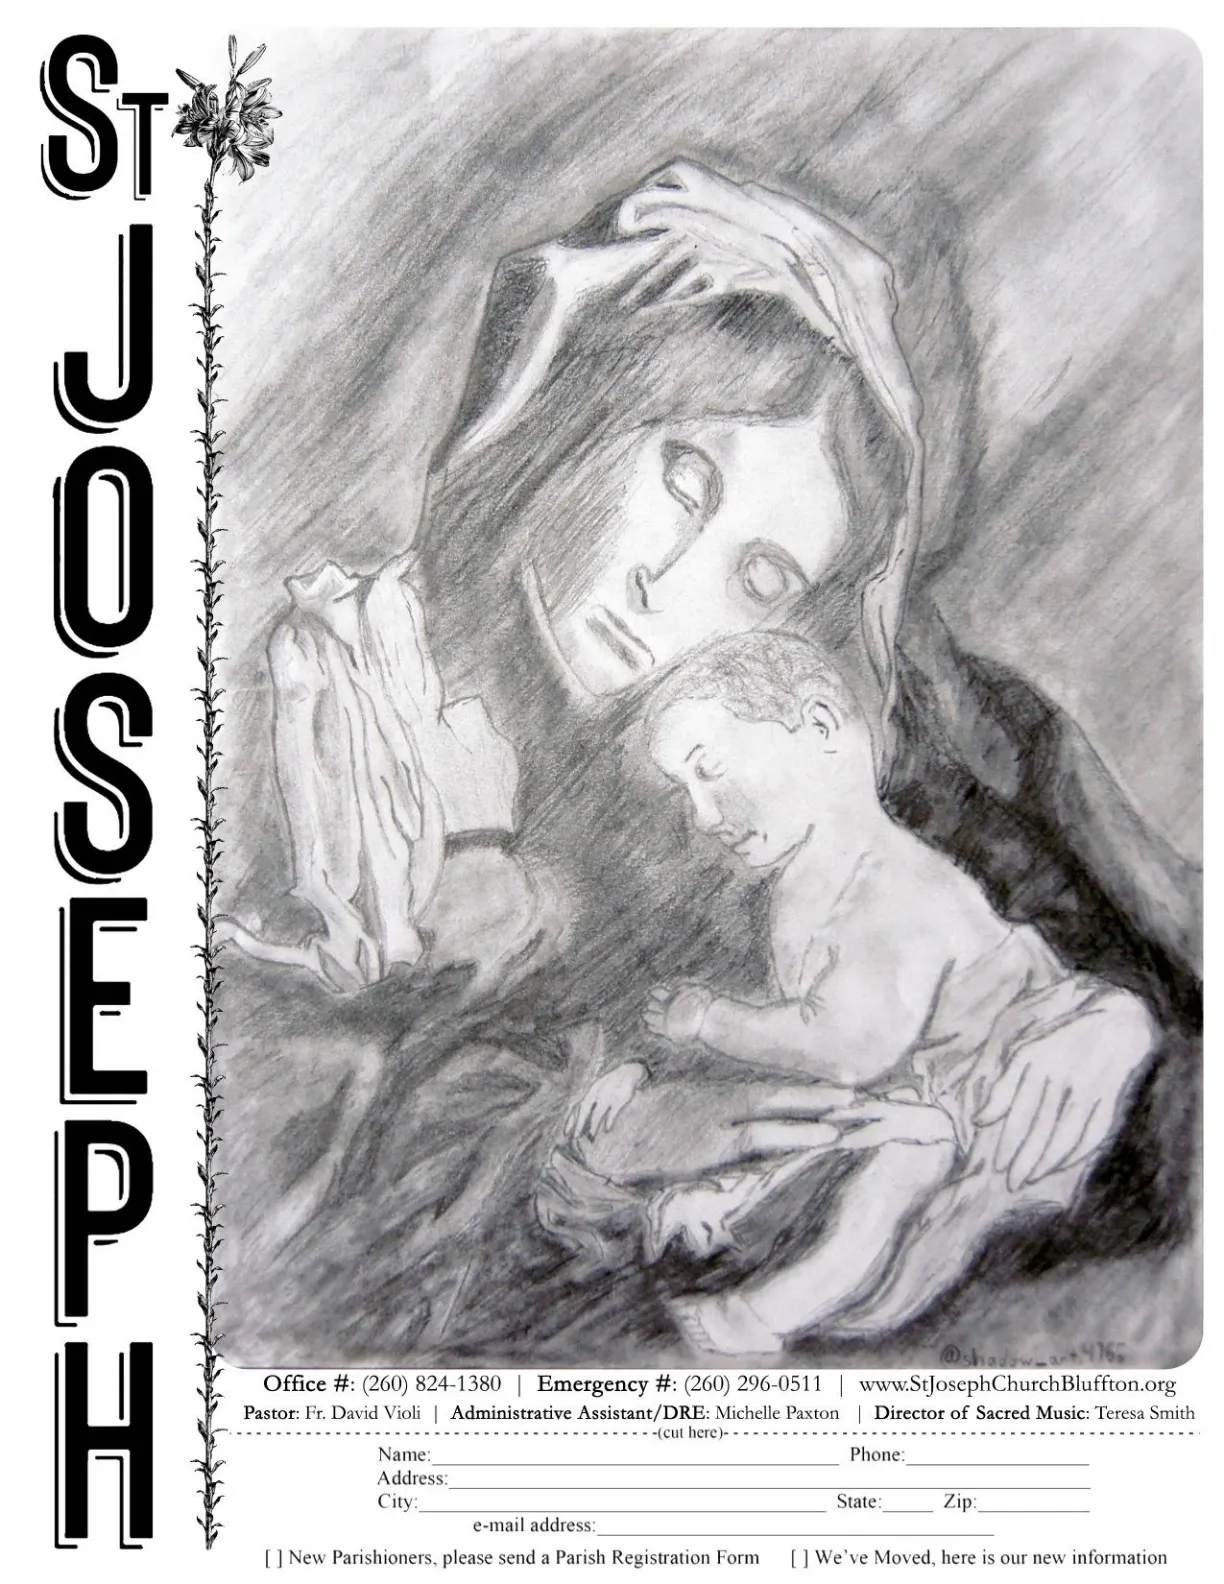 ST
JOSEPH
@shadow_art4765
Office #: (260) 824-1380 | Emergency #: (260) 296-0511 | www.StJosephChurchBluffton.org
Pastor: Fr. David Violi | Administrative Assistant/DRE: Michelle Paxton | Director of Sacred Music: Teresa Smith
(cut here)
Name: Phone:
Address:
City: State: Zip:
e-mail address:
[ ] New Parishioners, please send a Parish Registration Form [ ] We've Moved, here is our new information